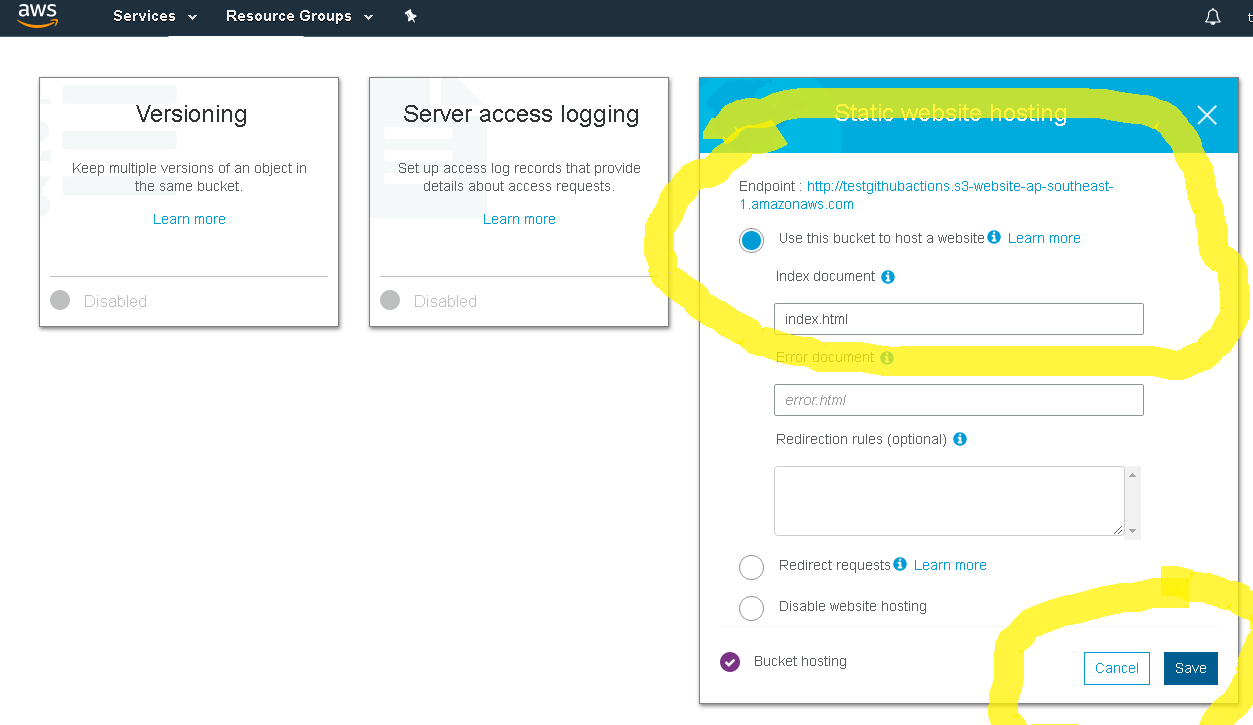 aws
Services
Resource Groups
t
Versioning
Keep multiple versions of an object in
the same bucket.
Learn more
Disabled
Server access logging
Set up access log records that provide
details about access requests.
Learn more
Disabled
Static website hosting
Endpoint : http://testgithubactions.s3-website-ap-southeast-
1.amazonaws.com
Use this bucket to host a website Learn more
Index document
index.html
Error document
error.html
Redirection rules (optional)
Redirect requests Learn more
Disable website hosting
Bucket hosting
Cancel
Save